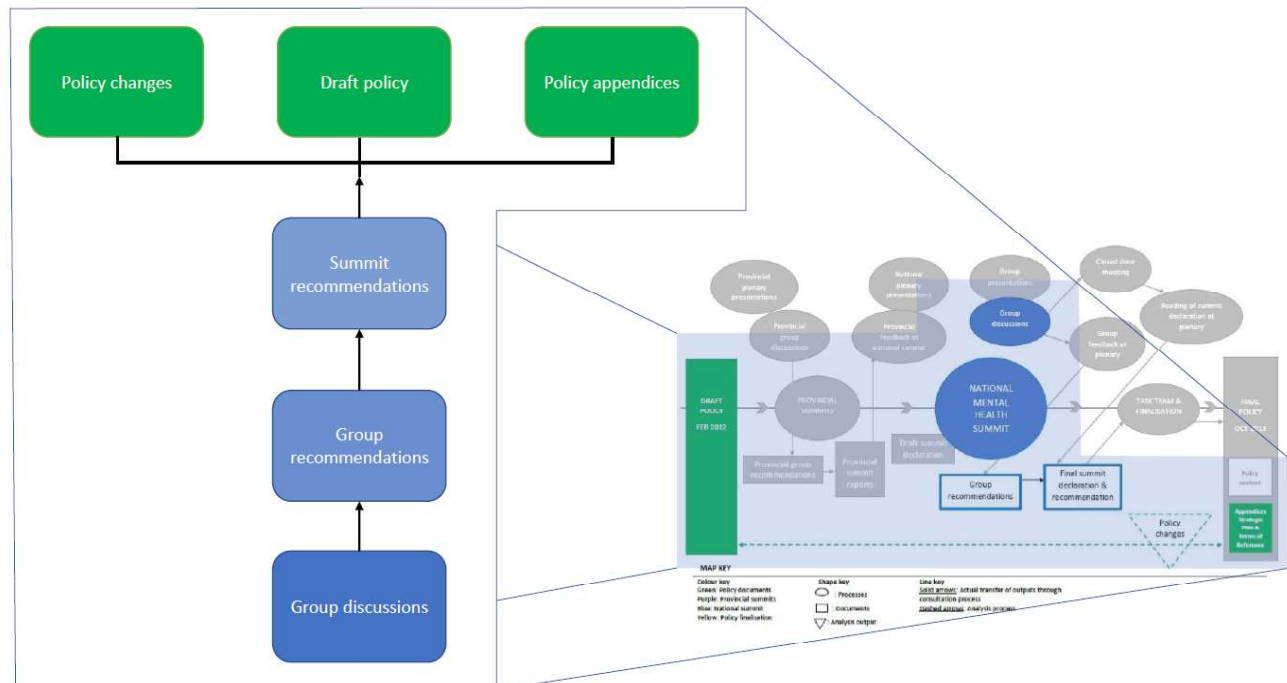 Policy changes
Draft policy
Policy appendices
Summit
recommendations
Group
recommendations
Group discussions
Provincial
plenary
presentations
National
plenary
presentations
Group
presentations
Closed door
meeting
Group
discussions
Reading of summit
declaration at
plenary
Provincial
group
discussion
Provincial
feedback at
national summit
Group
feedback at
plenary
DRAFT
POLICY
FEB 2012
PROVINCIAL
SUMMITS
NATIONAL
MENTAL
HEALTH
SUMMIT
TASK TEAM &
FINALISATION
FINAL
POLICY
OCT 2013
Draft summit
declaration
Provincial group
recommendations
Provincial
summit
reports
Group
recommendations
Final summit
declaration &
recommendation
Policy
content
Policy
changes
Appendices
Strategic
Plan &
Terms of
Reference
MAP KEY
Colour key
Green: Policy documents
Purple: Provincial summits
Blue: National summit
Yellow: Policy finalisation
Shape key
: Processes
: Documents
: Analysis output
Line key
Solid arrows: Actual transfer of outputs through
consultation process
Dashed arrows: Analysis process